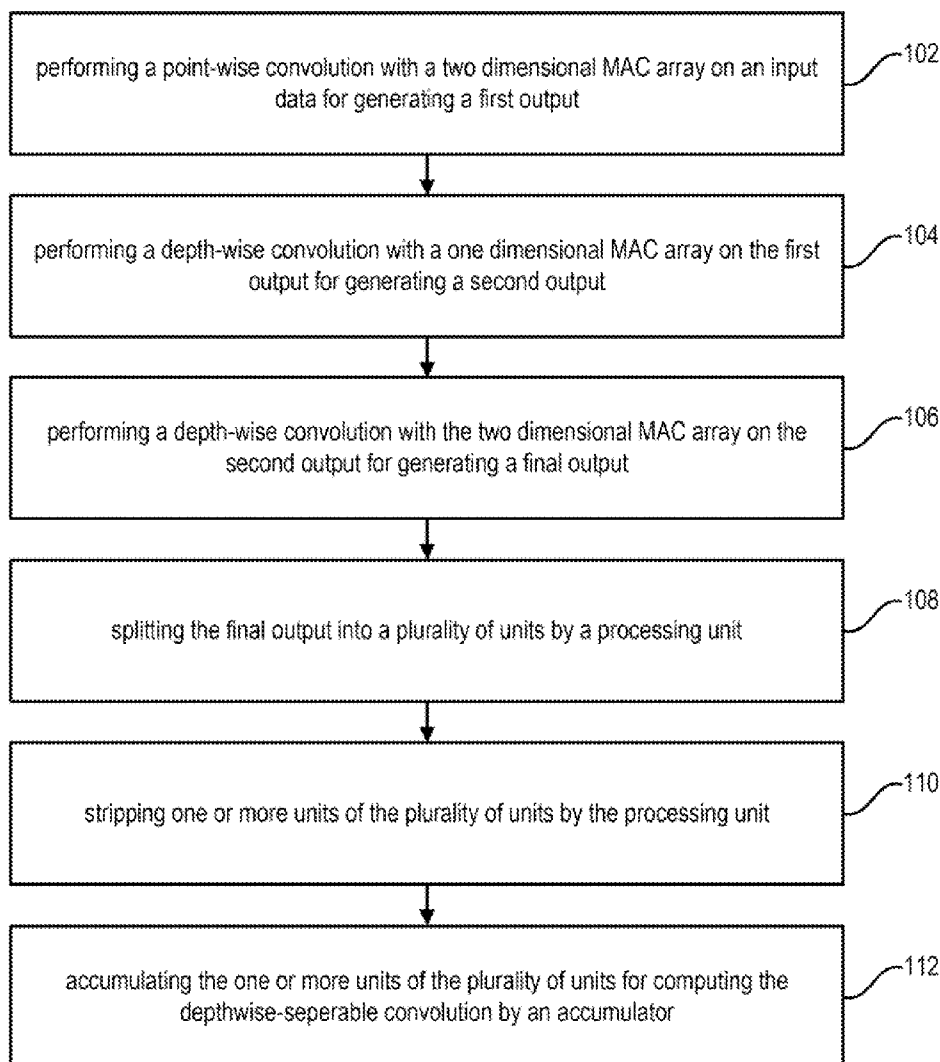 performing a point-wise convolution with a two dimensional MAC array on an input
data for generating a first output
102
performing a depth-wise convolution with a one dimensional MAC array on the first
output for generating a second output
104
performing a depth-wise convolution with the two dimensional MAC array on the
second output for generating a final output
106
splitting the final output into a plurality of units by a processing unit
108
stripping one or more units of the plurality of units by the processing unit
110
accumulating the one or more units of the plurality of units for computing the
depthwise-seperable convolution by an accumulator
112